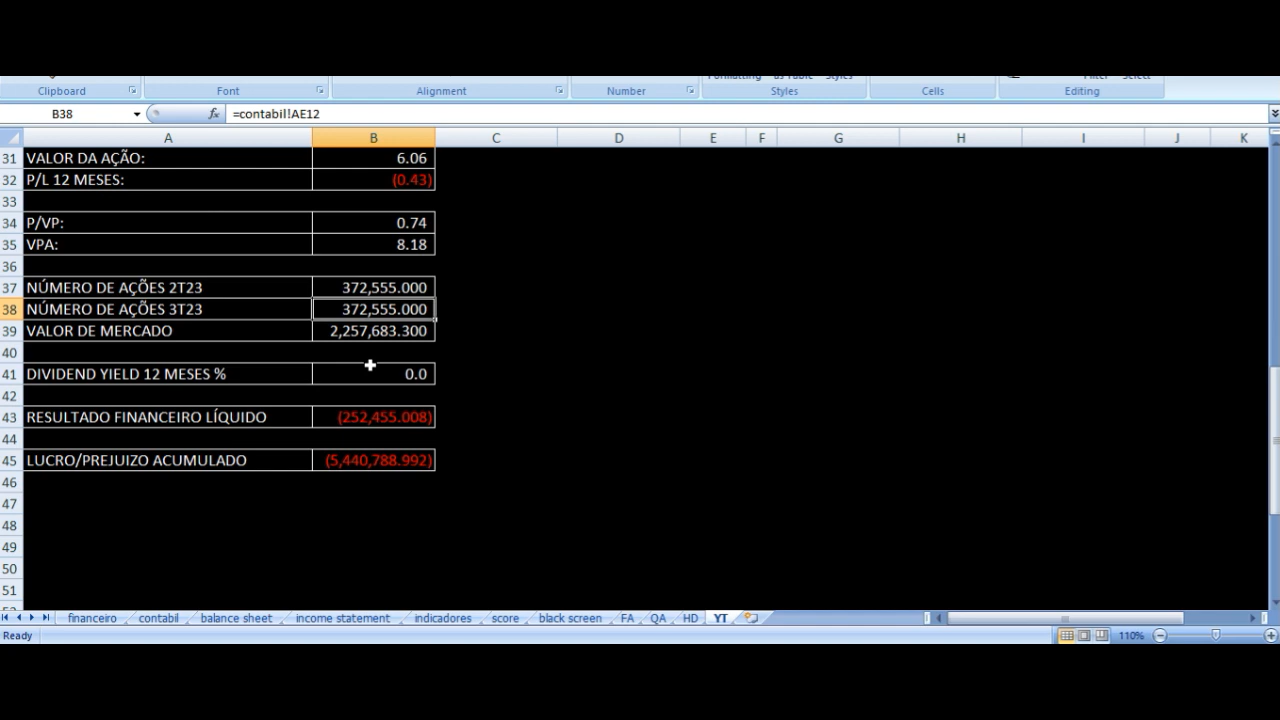 Clipboard Font Alignment Number Styles Cells Editing
B38 fx =contabil!AE12
A B C D E F G H I J K
31 VALOR DA AÇÃO: 6.06
32 P/L 12 MESES: (0.43)
33
34 P/VP: 0.74
35 VPA: 8.18
36
37 NÚMERO DE AÇÕES 2T23 372,555.000
38 NÚMERO DE AÇÕES 3T23 372,555.000
39 VALOR DE MERCADO 2,257,683.300
40
41 DIVIDEND YIELD 12 MESES % 0.0
42
43 RESULTADO FINANCEIRO LÍQUIDO (252,455.008)
44
45 LUCRO/PREJUIZO ACUMULADO (5,440,788.992)
46
47
48
49
50
51
financeiro contabil balance sheet income statement indicadores score black screen FA QA HD YT
Ready 110%